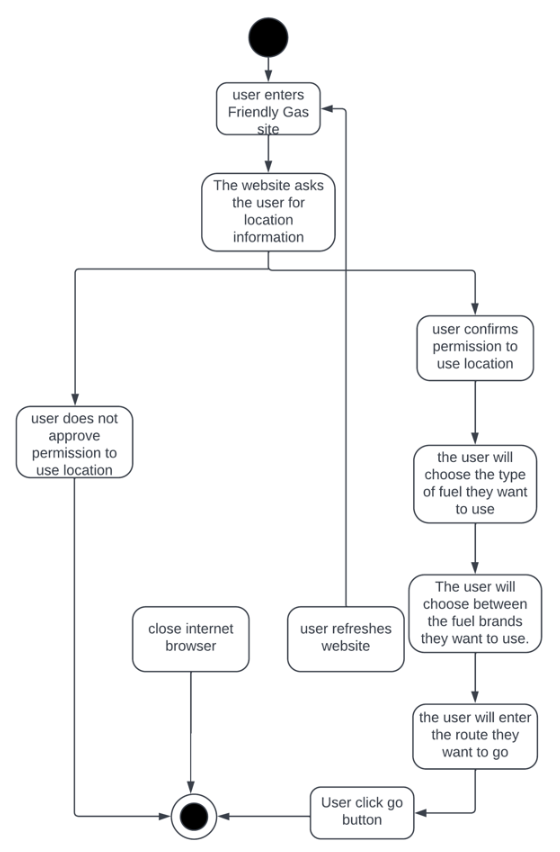 user enters
Friendly Gas
site
The website asks
the user for
location
information
user confirms
permission to
use location
user does not
approve
permission to
use location
the user will
choose the type
of fuel they want
to use
The user will
choose between
the fuel brands
they want to use.
close internet
browser
user refreshes
website
the user will enter
the route they
want to go
User click go
button